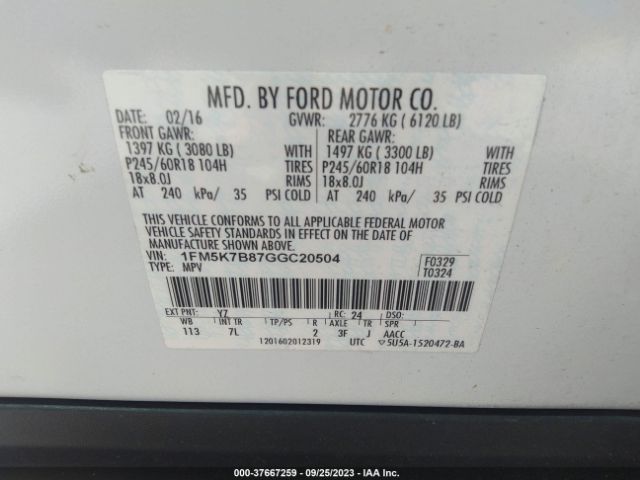 MFD. BY FORD MOTOR CO.
DATE: 02/16 GVWR: 2776 KG ( 6120 LB)
FRONT GAWR: REAR GAWR:
1397 KG ( 3080 LB) WITH 1497 KG ( 3300 LB) WITH
P245/60R18 104H TIRES P245/60R18 104H TIRES
18x8.0J RIMS 18x8.0J RIMS
AT 240 kPa/ 35 PSI COLD AT 240 kPa/ 35 PSI COLD
THIS VEHICLE CONFORMS TO ALL APPLICABLE FEDERAL MOTOR
VEHICLE SAFETY STANDARDS IN EFFECT ON THE DATE OF
MANUFACTURE SHOWN ABOVE.
VIN: 1FM5K7B87GGC20504 F0329
TYPE: MPV T0324
EXT PNT: YZ RC: 24 DSO:
WB INT TR TP/PS R AXLE TR SPR
113 7L 2 3F J AACC
1201602012319 UTC ▽5U5A-1520472-BA
000-37667259 - 09/25/2023 - IAA Inc.